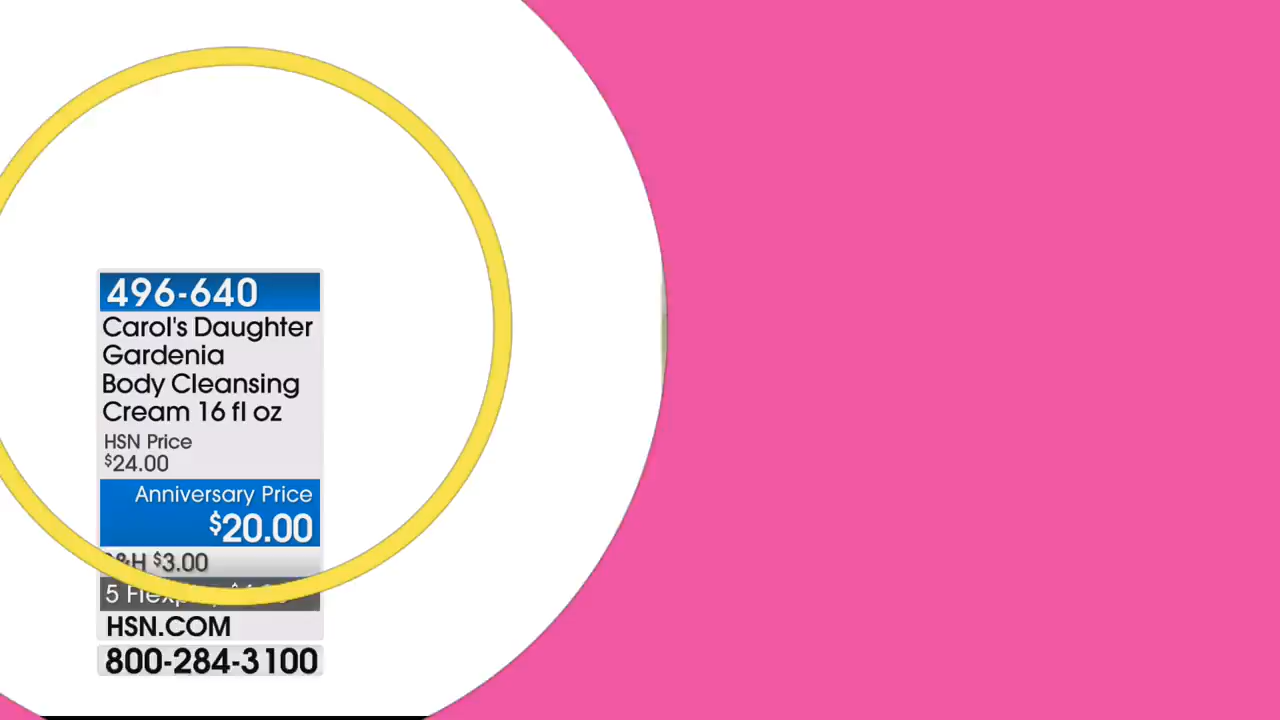 496-640
Carol's Daughter
Gardenia
Body Cleansing
Cream 16 fl oz
HSN Price
$24.00
Anniversary Price
$20.00
$3.00
5
HSN.COM
800-284-3100